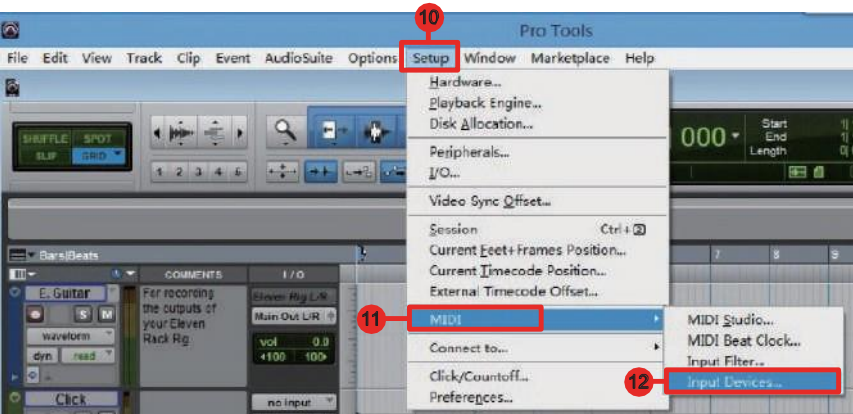 10
Pro Tools
File Edit View Track Clip Event AudioSuite Options Setup Window Marketplace Help
Hardware...
Playback Engine...
Disk Allocation...
Peripherals...
I/O...
Video Sync Offset...
Session Ctrl+2
Current Feet+Frames Position...
Current Timecode Position...
External Timecode Offset...
11
MIDI
Connect to...
Click/Countoff...
Preferences...
MIDI Studio...
MIDI Beat Clock...
Input Filter...
12
Input Devices...
SHUFFLE SPOT
SLIP GRID
1 2 3 4 5
000
Start
End
Length
Bars|Beats
7 8 9
COMMENTS I/O
E. Guitar
S M
waveform
dyn read
For recording
the outputs of
your Eleven
Rack Rig
Eleven Rig L/R
Main Out L/R
vol 0.0
100 100
Click
no input